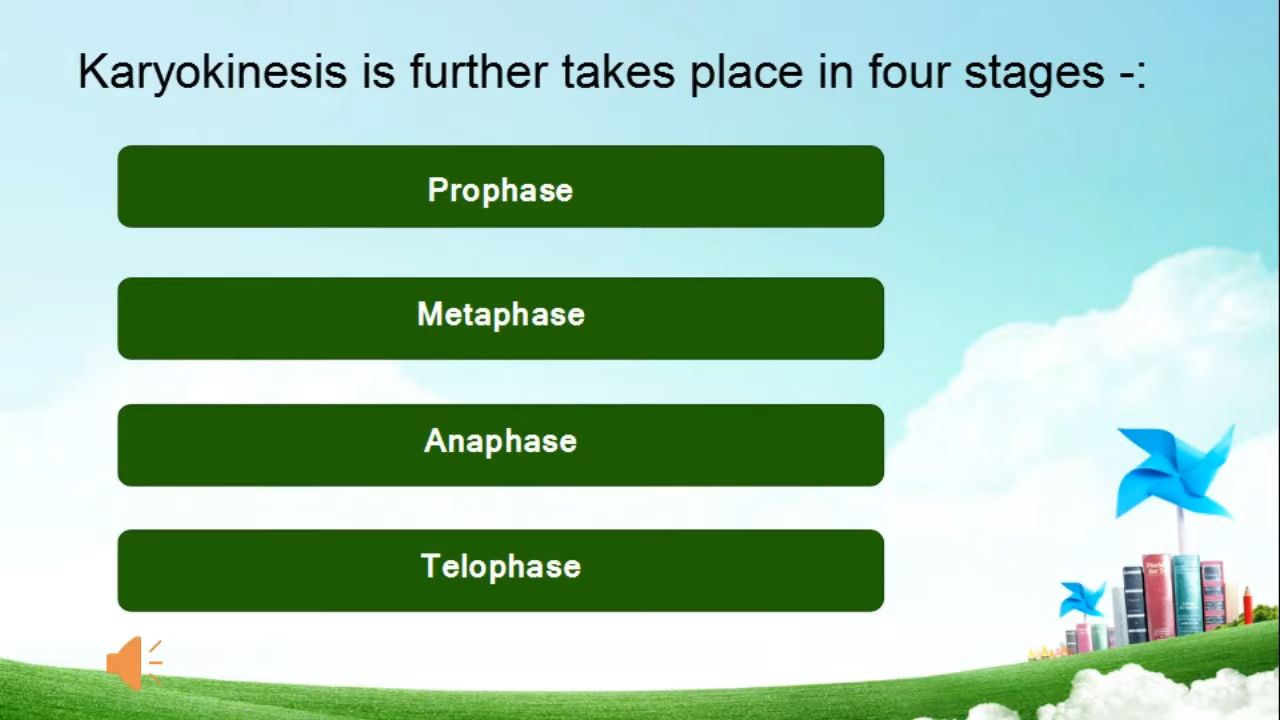 Karyokinesis is further takes place in four stages -:
Prophase
Metaphase
Anaphase
Telophase